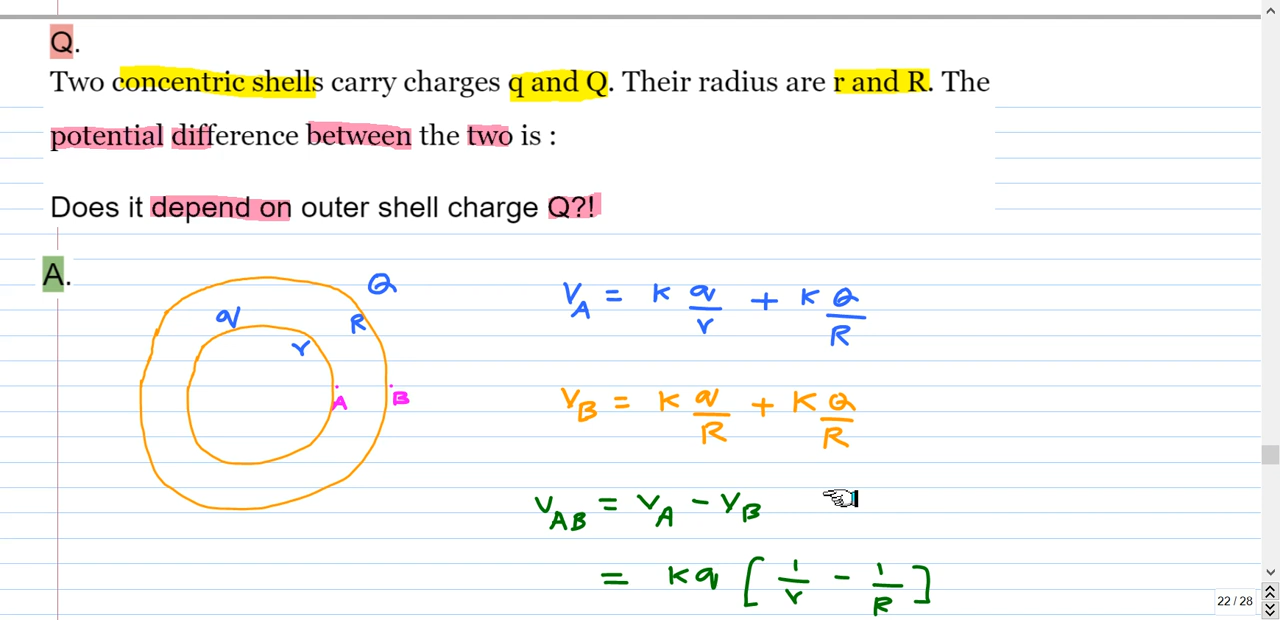 Q.
Two concentric shells carry charges q and Q. Their radius are r and R. The
potential difference between the two is :
Does it depend on outer shell charge Q?!
A.
Q
q
R
r
A
B
V_A = K q/r + K Q/R
V_B = K q/R + K Q/R
V_AB = V_A - V_B
= Kq [1/r - 1/R]
22 / 28